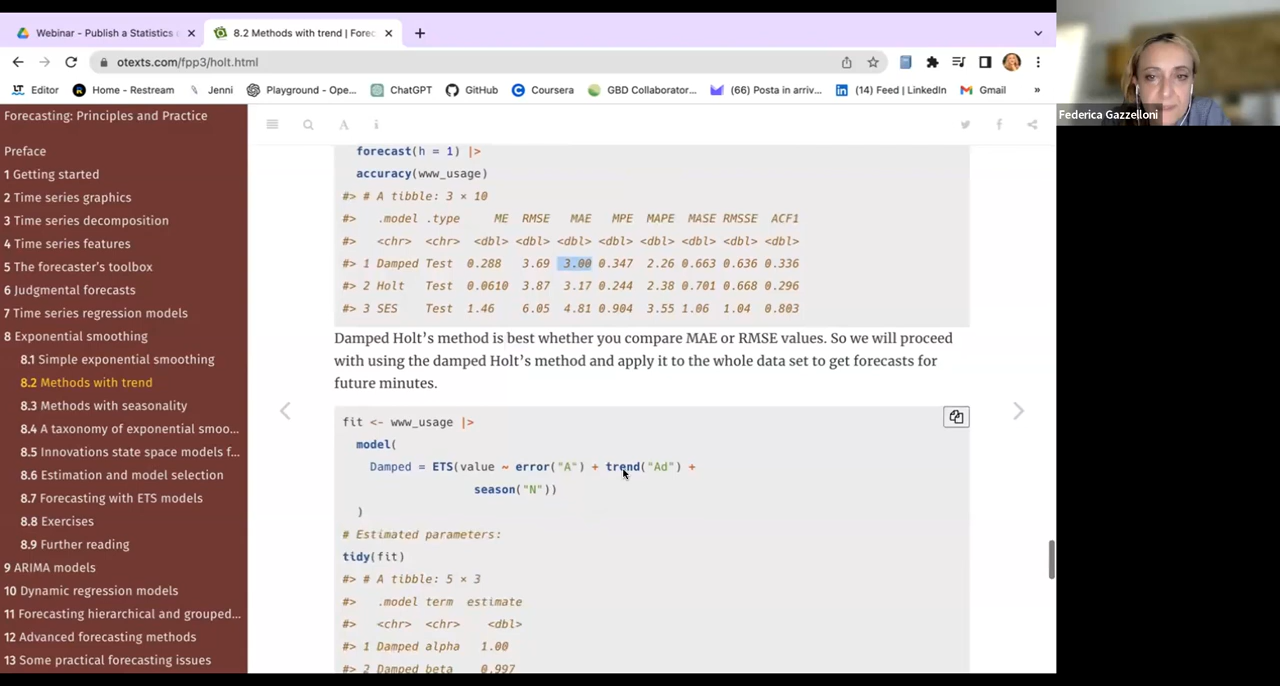 Webinar - Publish a Statistics
8.2 Methods with trend | Forec
otexts.com/fpp3/holt.html
Editor
Home - Restream
Jenni
Playground - Ope...
ChatGPT
GitHub
Coursera
GBD Collaborator...
(66) Posta in arriv...
(14) Feed | LinkedIn
Gmail
»
Federica Gazzelloni
Forecasting: Principles and Practice
Preface
1 Getting started
2 Time series graphics
3 Time series decomposition
4 Time series features
5 The forecaster's toolbox
6 Judgmental forecasts
7 Time series regression models
8 Exponential smoothing
8.1 Simple exponential smoothing
8.2 Methods with trend
8.3 Methods with seasonality
8.4 A taxonomy of exponential smoo...
8.5 Innovations state space models f...
8.6 Estimation and model selection
8.7 Forecasting with ETS models
8.8 Exercises
8.9 Further reading
9 ARIMA models
10 Dynamic regression models
11 Forecasting hierarchical and grouped...
12 Advanced forecasting methods
13 Some practical forecasting issues
forecast(h = 1) |>
accuracy(www_usage)
#> # A tibble: 3 × 10
#> .model .type ME RMSE MAE MPE MAPE MASE RMSSE ACF1
#> <chr> <chr> <dbl> <dbl> <dbl> <dbl> <dbl> <dbl> <dbl> <dbl>
#> 1 Damped Test 0.288 3.69 3.00 0.347 2.26 0.663 0.636 0.336
#> 2 Holt Test 0.0610 3.87 3.17 0.244 2.38 0.701 0.668 0.296
#> 3 SES Test 1.46 6.05 4.81 0.904 3.55 1.06 1.04 0.803
Damped Holt's method is best whether you compare MAE or RMSE values. So we will proceed
with using the damped Holt's method and apply it to the whole data set to get forecasts for
future minutes.
fit <- www_usage |>
model(
Damped = ETS(value ~ error("A") + trend("Ad") +
season("N"))
)
# Estimated parameters:
tidy(fit)
#> # A tibble: 5 × 3
#> .model term estimate
#> <chr> <chr> <dbl>
#> 1 Damped alpha 1.00
#> 2 Damped beta 0.997